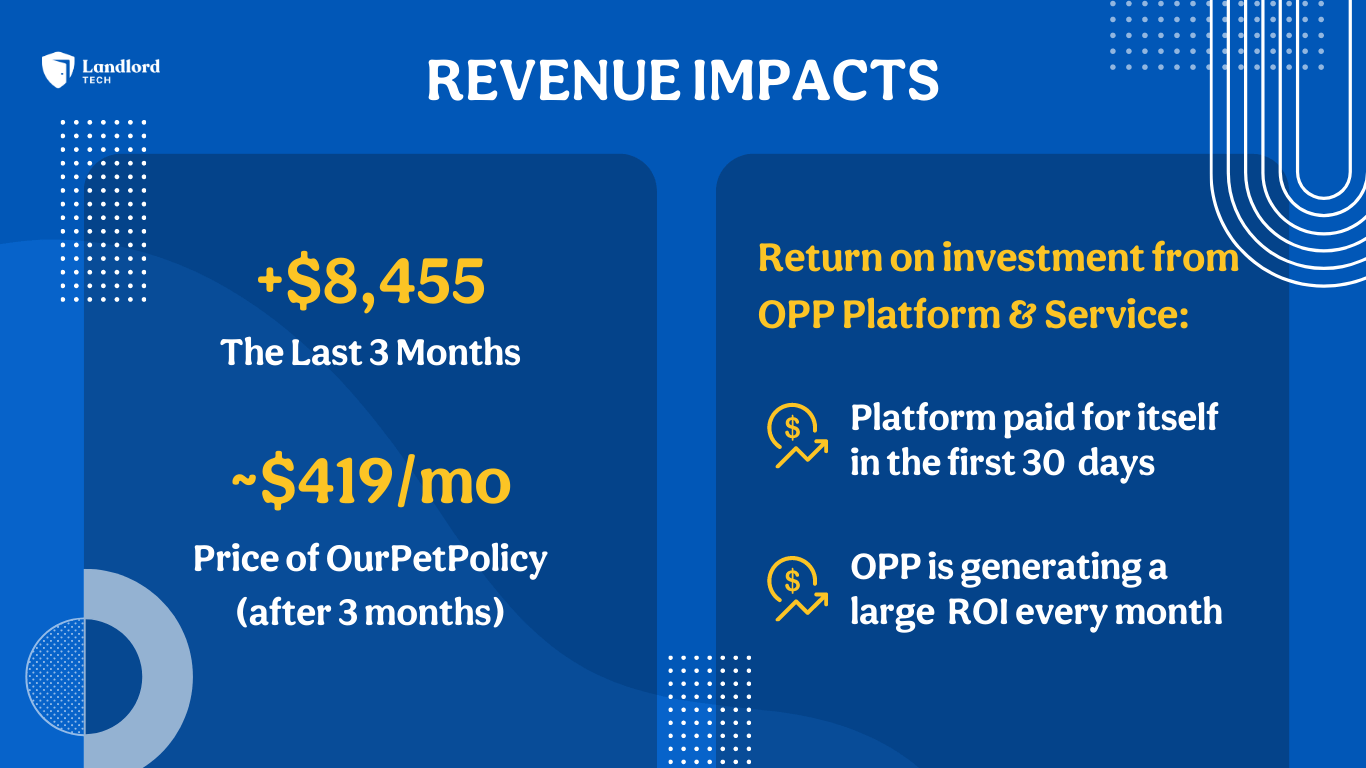 Landlord
TECH
REVENUE IMPACTS
+$8,455
The Last 3 Months
~$419/mo
Price of OurPetPolicy
(after 3 months)
Return on investment from
OPP Platform & Service:
$
Platform paid for itself
in the first 30 days
$
OPP is generating a
large ROI every month